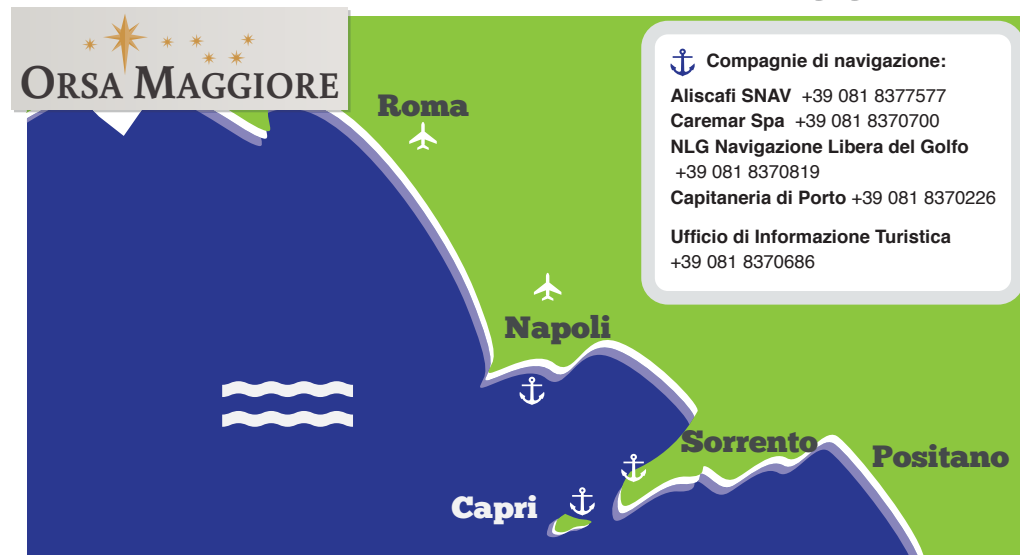 ORSA MAGGIORE
Compagnie di navigazione:
Aliscafi SNAV +39 081 8377577
Caremar Spa +39 081 8370700
NLG Navigazione Libera del Golfo
+39 081 8370819
Capitaneria di Porto +39 081 8370226
Ufficio di Informazione Turistica
+39 081 8370686
Roma
Napoli
Sorrento
Positano
Capri